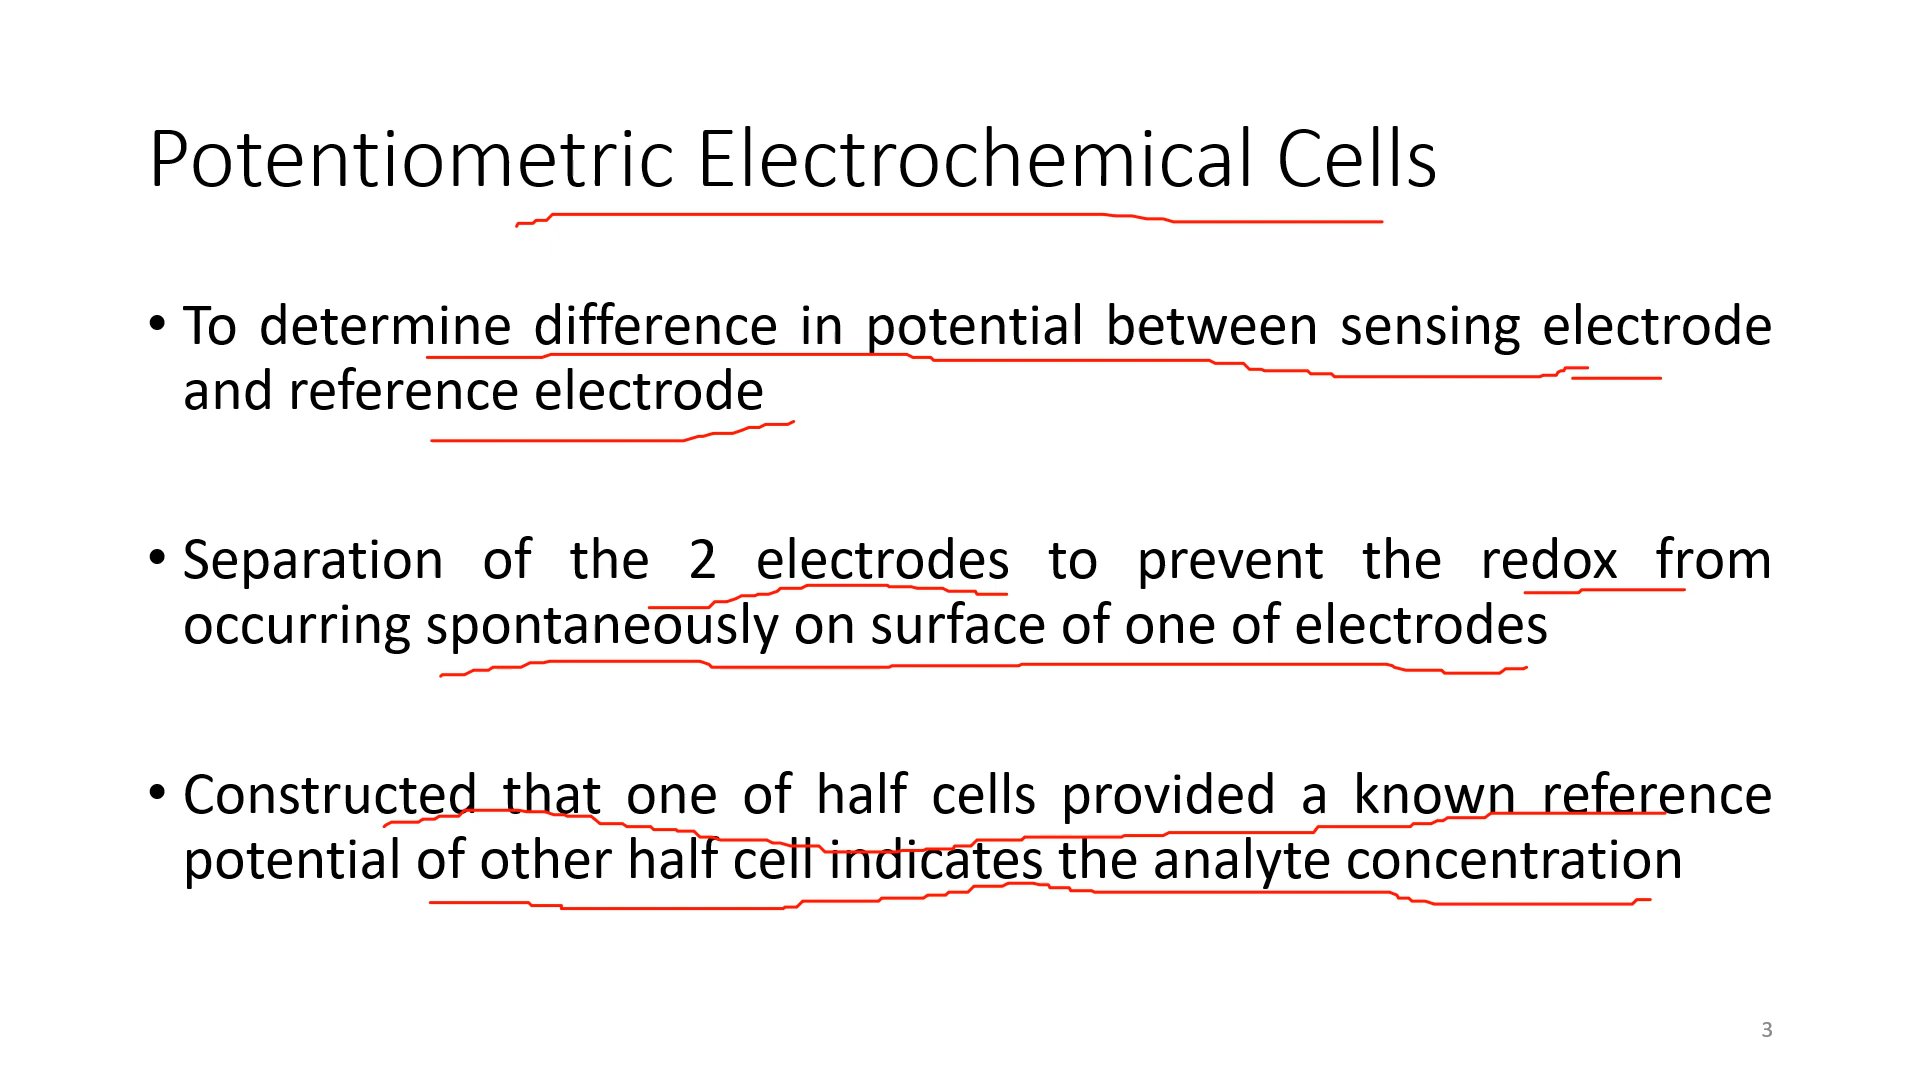 Potentiometric Electrochemical Cells
• To determine difference in potential between sensing electrode
and reference electrode
• Separation of the 2 electrodes to prevent the redox from
occurring spontaneously on surface of one of electrodes
• Constructed that one of half cells provided a known reference
potential of other half cell indicates the analyte concentration
3